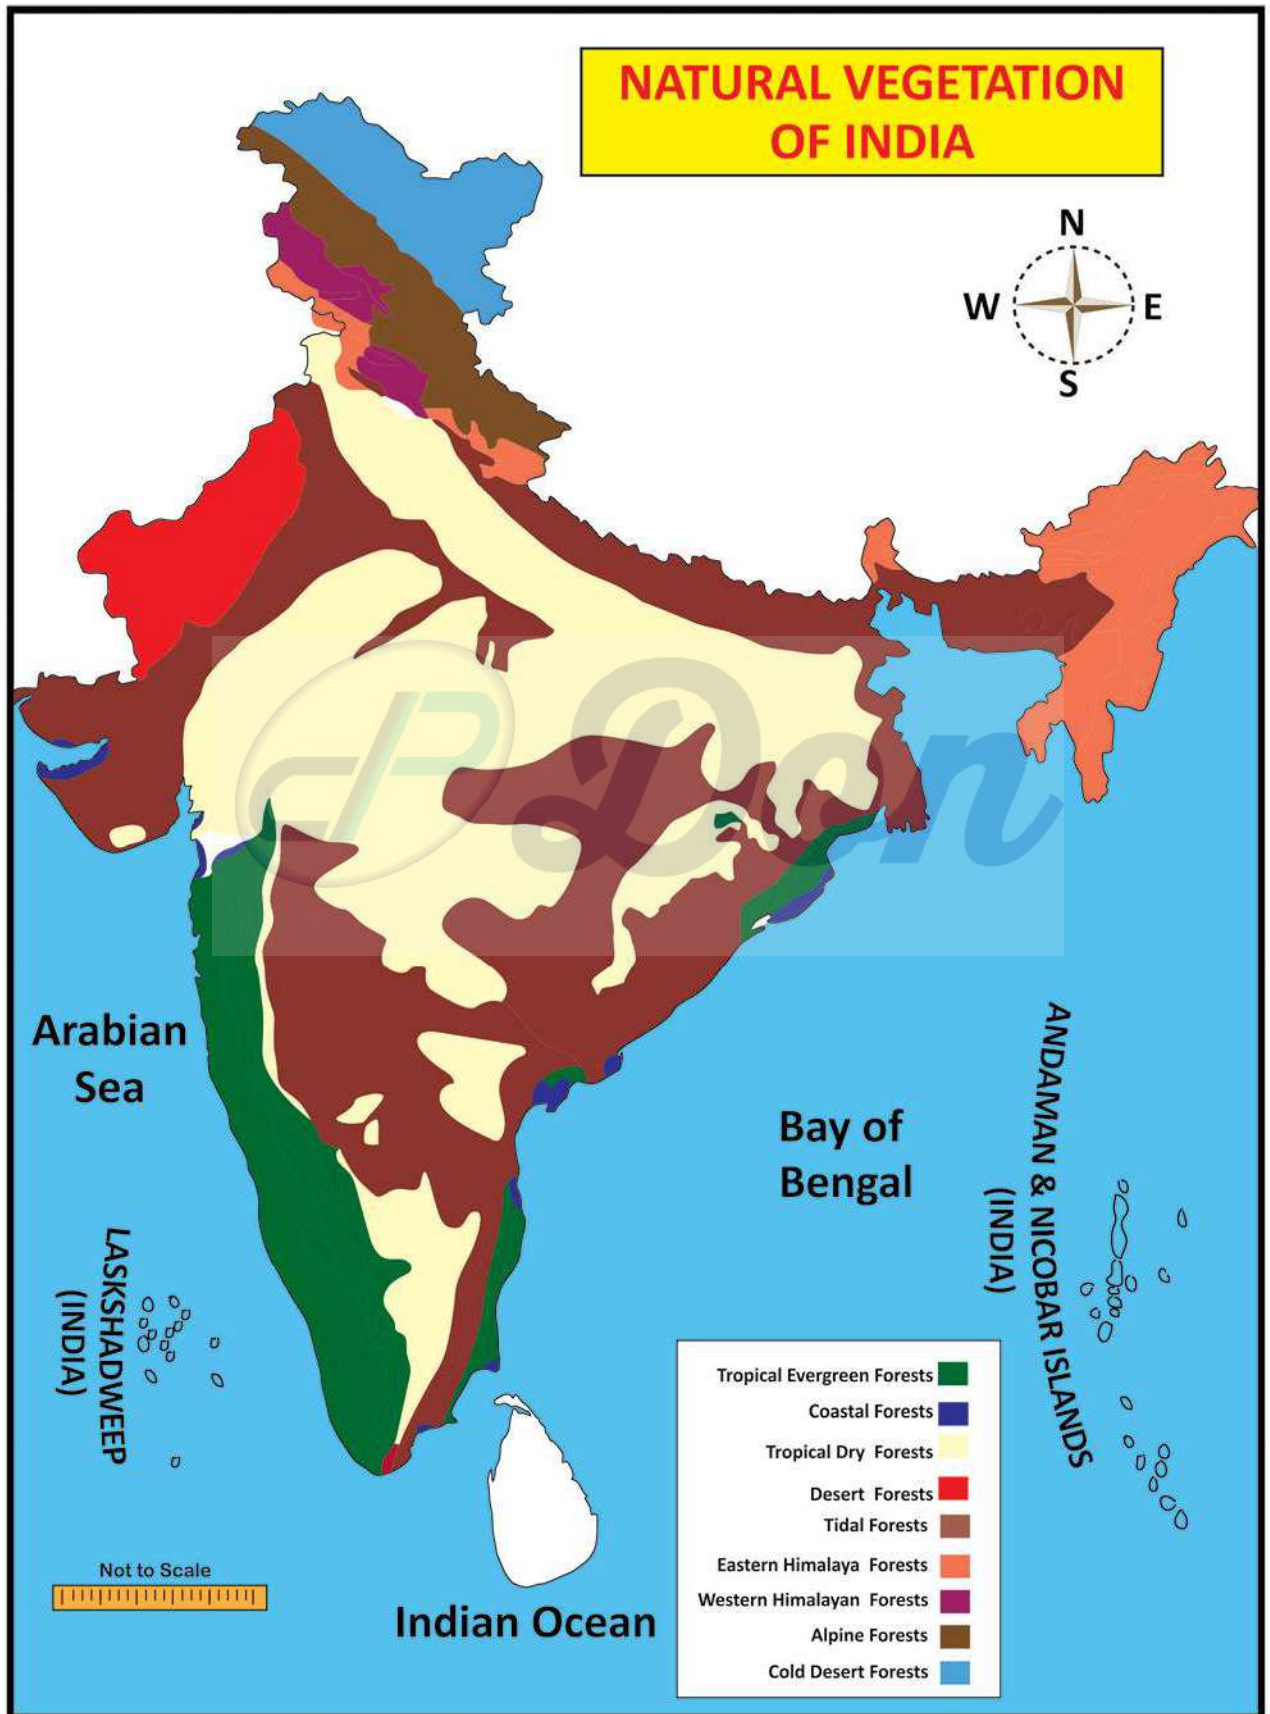 NATURAL VEGETATION
OF INDIA
N
W
E
S
Don
Arabian
Sea
Bay of
Bengal
ANDAMAN & NICOBAR ISLANDS
(INDIA)
LASKSHADWEEP
(INDIA)
Tropical Evergreen Forests
Coastal Forests
Tropical Dry Forests
Desert Forests
Tidal Forests
Eastern Himalaya Forests
Western Himalayan Forests
Alpine Forests
Cold Desert Forests
Not to Scale
Indian Ocean